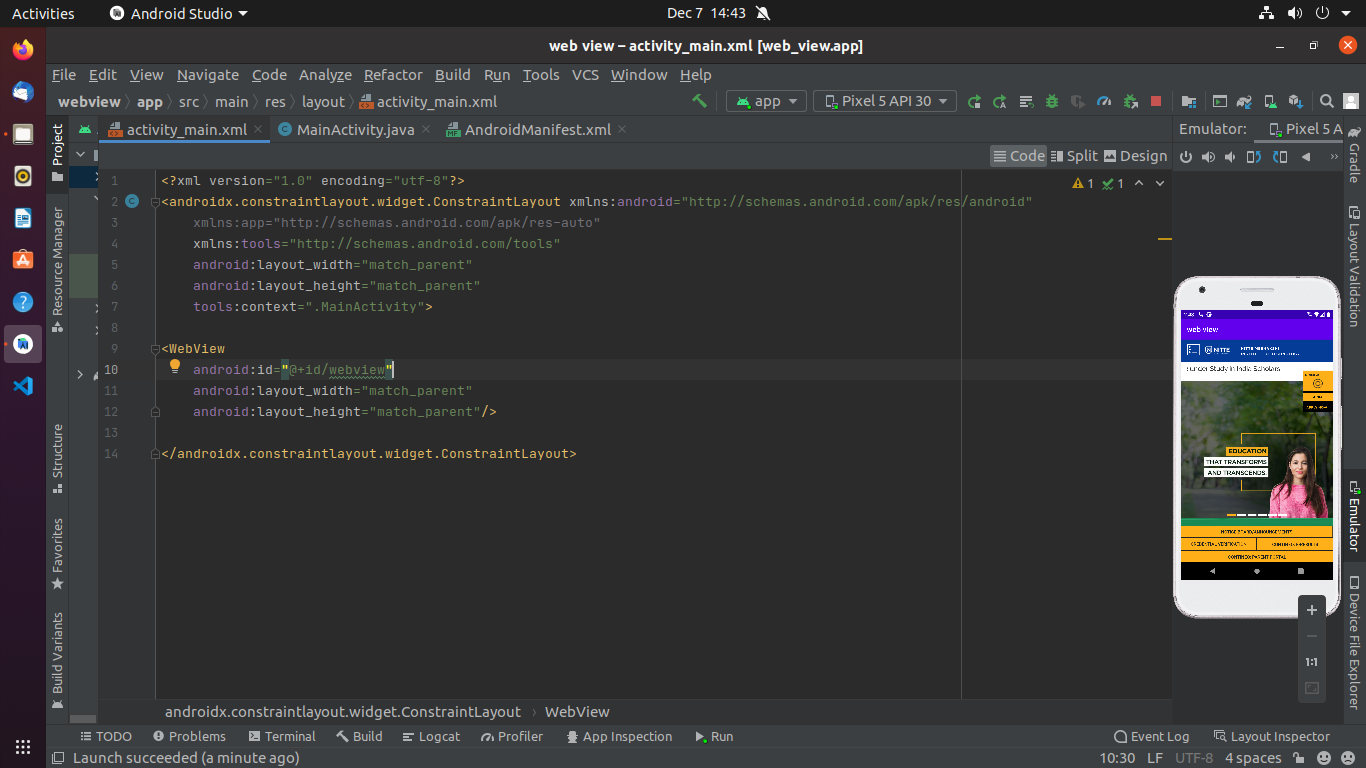 Activities
Android Studio
Dec 7 14:43
web view – activity_main.xml [web_view.app]
File Edit View Navigate Code Analyze Refactor Build Run Tools VCS Window Help
webview app src main res layout activity_main.xml
app
Pixel 5 API 30
activity_main.xml
MainActivity.java
AndroidManifest.xml
Emulator:
Pixel 5 A
Code Split Design
1 1
1 <?xml version="1.0" encoding="utf-8"?>
2 <androidx.constraintlayout.widget.ConstraintLayout xmlns:android="http://schemas.android.com/apk/res/android"
3 xmlns:app="http://schemas.android.com/apk/res-auto"
4 xmlns:tools="http://schemas.android.com/tools"
5 android:layout_width="match_parent"
6 android:layout_height="match_parent"
7 tools:context=".MainActivity">
8
9 <WebView
10 android:id="@+id/webview"
11 android:layout_width="match_parent"
12 android:layout_height="match_parent"/>
13
14 </androidx.constraintlayout.widget.ConstraintLayout>
Project
Resource Manager
Structure
Favorites
Build Variants
Gradle
Layout Validation
Emulator
Device File Explorer
web view
NITTE
under Study in India Scholars
EDUCATION
THAT TRANSFORMS
AND TRANSCENDS.
CREDENTIAL VERIFICATION
CONTINEO: PARENT PORTAL
1:1
androidx.constraintlayout.widget.ConstraintLayout WebView
TODO Problems Terminal Build Logcat Profiler App Inspection Run Event Log Layout Inspector
Launch succeeded (a minute ago)
10:30 LF UTF-8 4 spaces